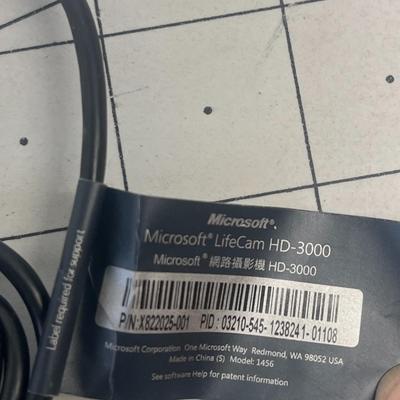 Microsoft®
Microsoft® LifeCam HD-3000
Microsoft® 網路攝影機 HD-3000
P/N:X822025-001 PID : 03210-545-1238241-01108
Microsoft Corporation One Microsoft Way Redmond, WA 98052 USA
Made in China (S) Model: 1456
See software Help for patent information
Label required for support